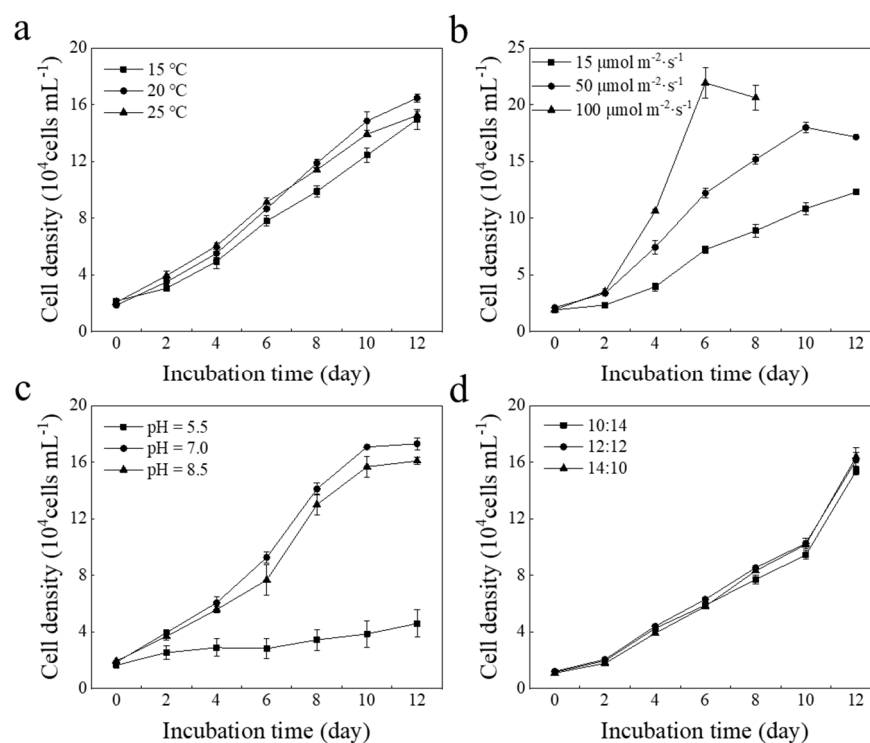 a
20
16
12
8
4
0
Cell density (10⁴cells mL⁻¹)
15 ℃
20 ℃
25 ℃
0 2 4 6 8 10 12
Incubation time (day)
b
25
20
15
10
5
0
Cell density (10⁴cells mL⁻¹)
15 μmol m⁻²·s⁻¹
50 μmol m⁻²·s⁻¹
100 μmol m⁻²·s⁻¹
0 2 4 6 8 10 12
Incubation time (day)
c
20
16
12
8
4
0
Cell density (10⁴cells mL⁻¹)
pH = 5.5
pH = 7.0
pH = 8.5
0 2 4 6 8 10 12
Incubation time (day)
d
20
16
12
8
4
0
Cell density (10⁴cells mL⁻¹)
10:14
12:12
14:10
0 2 4 6 8 10 12
Incubation time (day)